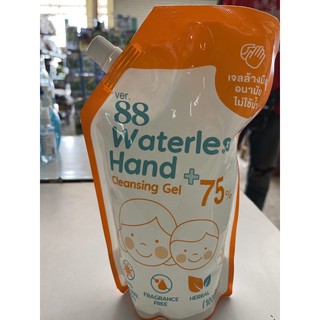 เจลล้างมือ
อนามัย
ไม่ใช้น้ำ
ver.
88
Waterless
Hand
Cleansing Gel
+75%
FRAGRANCE
FREE
HERBAL